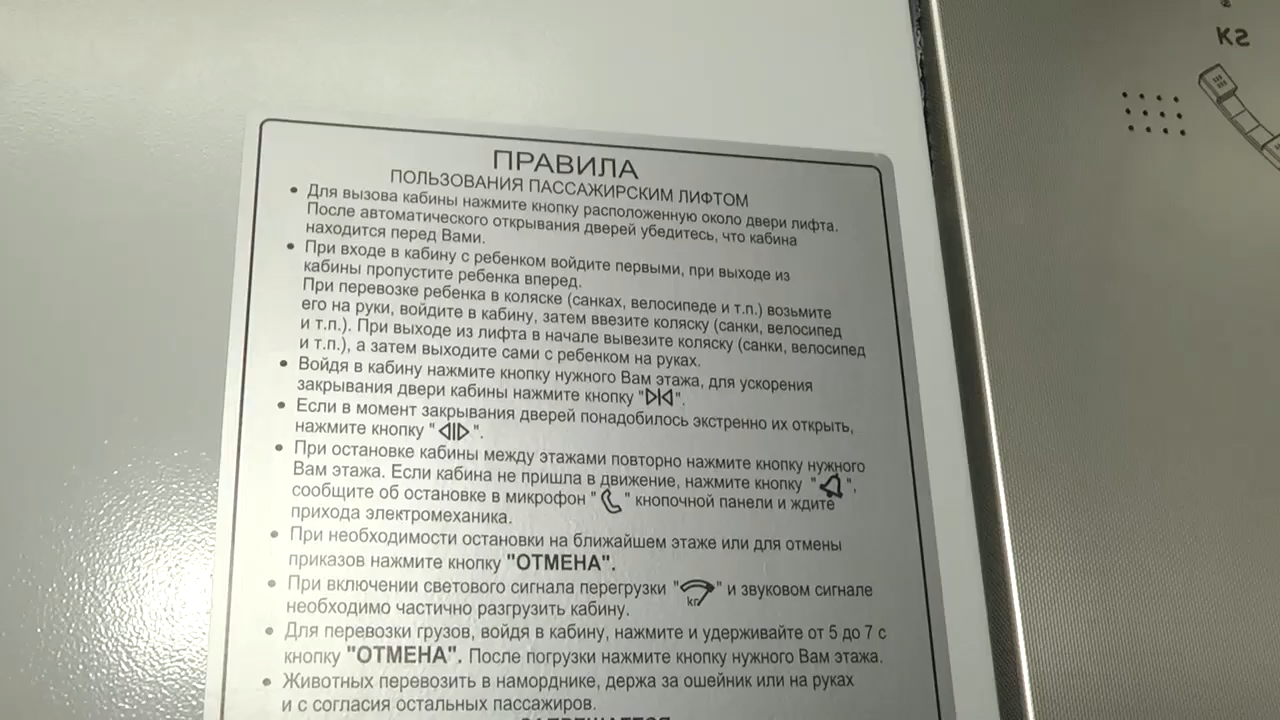 ПРАВИЛА
ПОЛЬЗОВАНИЯ ПАССАЖИРСКИМ ЛИФТОМ
• Для вызова кабины нажмите кнопку расположенную около двери лифта.
После автоматического открывания дверей убедитесь, что кабина
находится перед Вами.
• При входе в кабину с ребенком войдите первыми, при выходе из
кабины пропустите ребенка вперед.
При перевозке ребенка в коляске (санках, велосипеде и т.п.) возьмите
его на руки, войдите в кабину, затем ввезите коляску (санки, велосипед
и т.п.). При выходе из лифта в начале вывезите коляску (санки, велосипед
и т.п.), а затем выходите сами с ребенком на руках.
• Войдя в кабину нажмите кнопку нужного Вам этажа, для ускорения
закрывания двери кабины нажмите кнопку "".
• Если в момент закрывания дверей понадобилось экстренно их открыть,
нажмите кнопку "".
• При остановке кабины между этажами повторно нажмите кнопку нужного
Вам этажа. Если кабина не пришла в движение, нажмите кнопку "",
сообщите об остановке в микрофон "" кнопочной панели и ждите
прихода электромеханика.
• При необходимости остановки на ближайшем этаже или для отмены
приказов нажмите кнопку "ОТМЕНА".
• При включении светового сигнала перегрузки "кг" и звуковом сигнале
необходимо частично разгрузить кабину.
• Для перевозки грузов, войдя в кабину, нажмите и удерживайте от 5 до 7 с
кнопку "ОТМЕНА". После погрузки нажмите кнопку нужного Вам этажа.
• Животных перевозить в наморднике, держа за ошейник или на руках
и с согласия остальных пассажиров.
ЗАПРЕЩАЕТСЯ